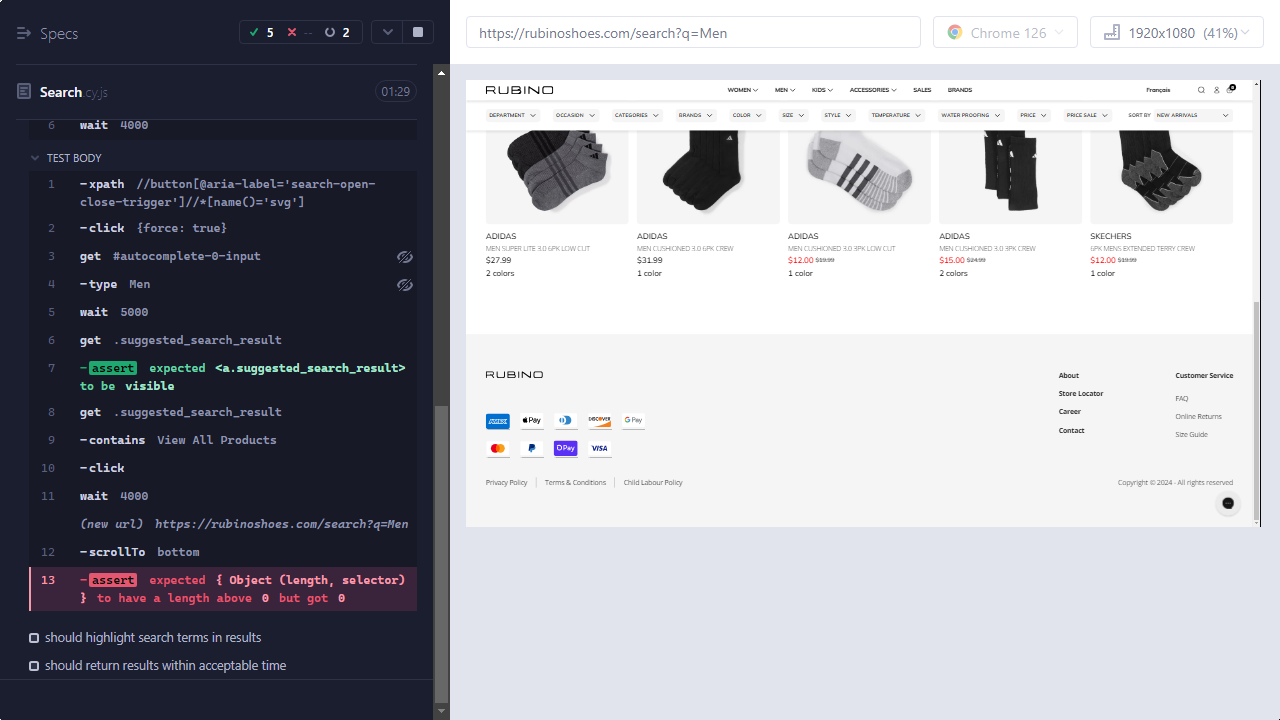 Specs
5
--
2
Search.cy.js
01:29
6 wait 4000
TEST BODY
1 -xpath //button[@aria-label='search-open-
close-trigger']//*[name()='svg']
2 -click {force: true}
3 get #autocomplete-0-input
4 -type Men
5 wait 5000
6 get .suggested_search_result
7 -assert expected <a.suggested_search_result>
to be visible
8 get .suggested_search_result
9 -contains View All Products
10 -click
11 wait 4000
(new url) https://rubinoshoes.com/search?q=Men
12 -scrollTo bottom
13 -assert expected { Object (length, selector)
} to have a length above 0 but got 0
should highlight search terms in results
should return results within acceptable time
https://rubinoshoes.com/search?q=Men
Chrome 126
1920x1080 (41%)
RUBINO
WOMEN MEN KIDS ACCESSORIES SALES BRANDS
Français
0
DEPARTMENT OCCASION CATEGORIES BRANDS COLOR SIZE STYLE TEMPERATURE WATER PROOFING PRICE PRICE SALE SORT BY NEW ARRIVALS
ADIDAS
MEN SUPER LITE 3.0 6PK LOW CUT
$27.99
2 colors
ADIDAS
MEN CUSHIONED 3.0 6PK CREW
$31.99
1 color
ADIDAS
MEN CUSHIONED 3.0 3PK LOW CUT
$12.00 $19.99
1 color
ADIDAS
MEN CUSHIONED 3.0 3PK CREW
$15.00 $24.99
2 colors
SKECHERS
6PK MENS EXTENDED TERRY CREW
$12.00 $19.99
1 color
RUBINO
AMEX
Apple Pay
DISCOVER
G Pay
PayPal
Pay
VISA
About
Store Locator
Career
Contact
Customer Service
FAQ
Online Returns
Size Guide
Privacy Policy
Terms & Conditions
Child Labour Policy
Copyright © 2024 - All rights reserved